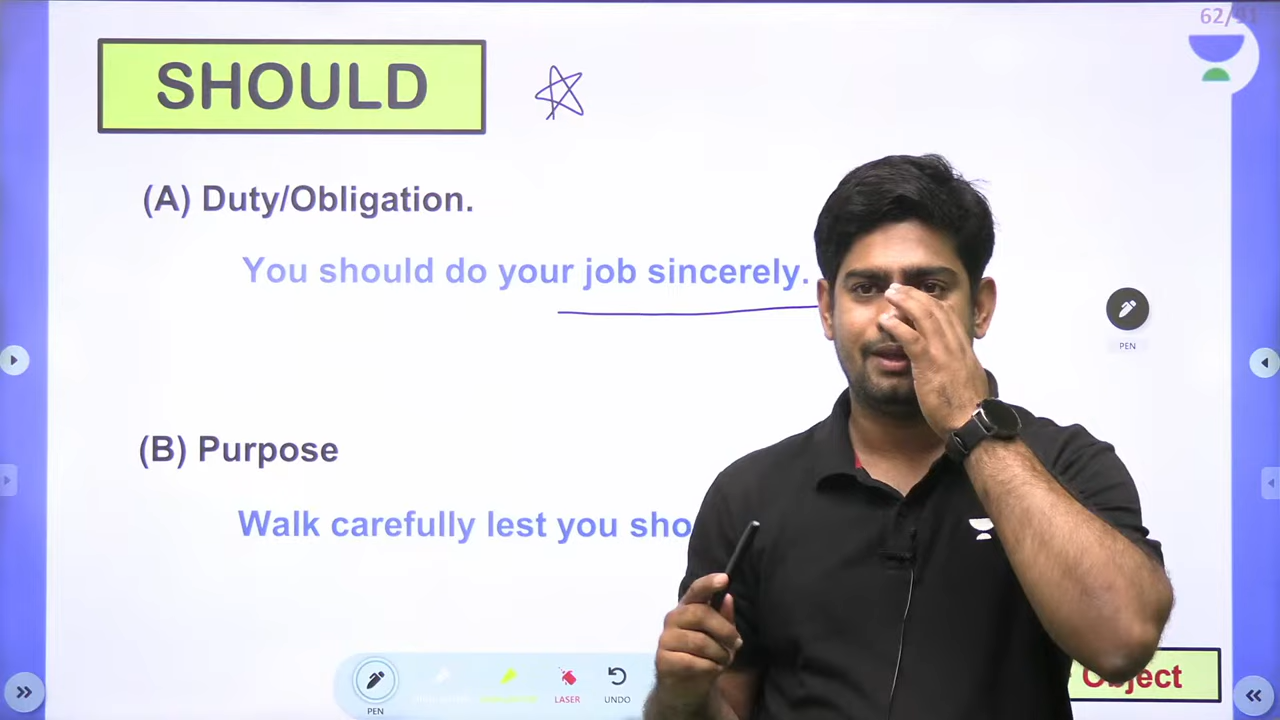 62/91
SHOULD
(A) Duty/Obligation.
You should do your job sincerely.
PEN
(B) Purpose
Walk carefully lest you sho
Object
PEN
LASER
UNDO